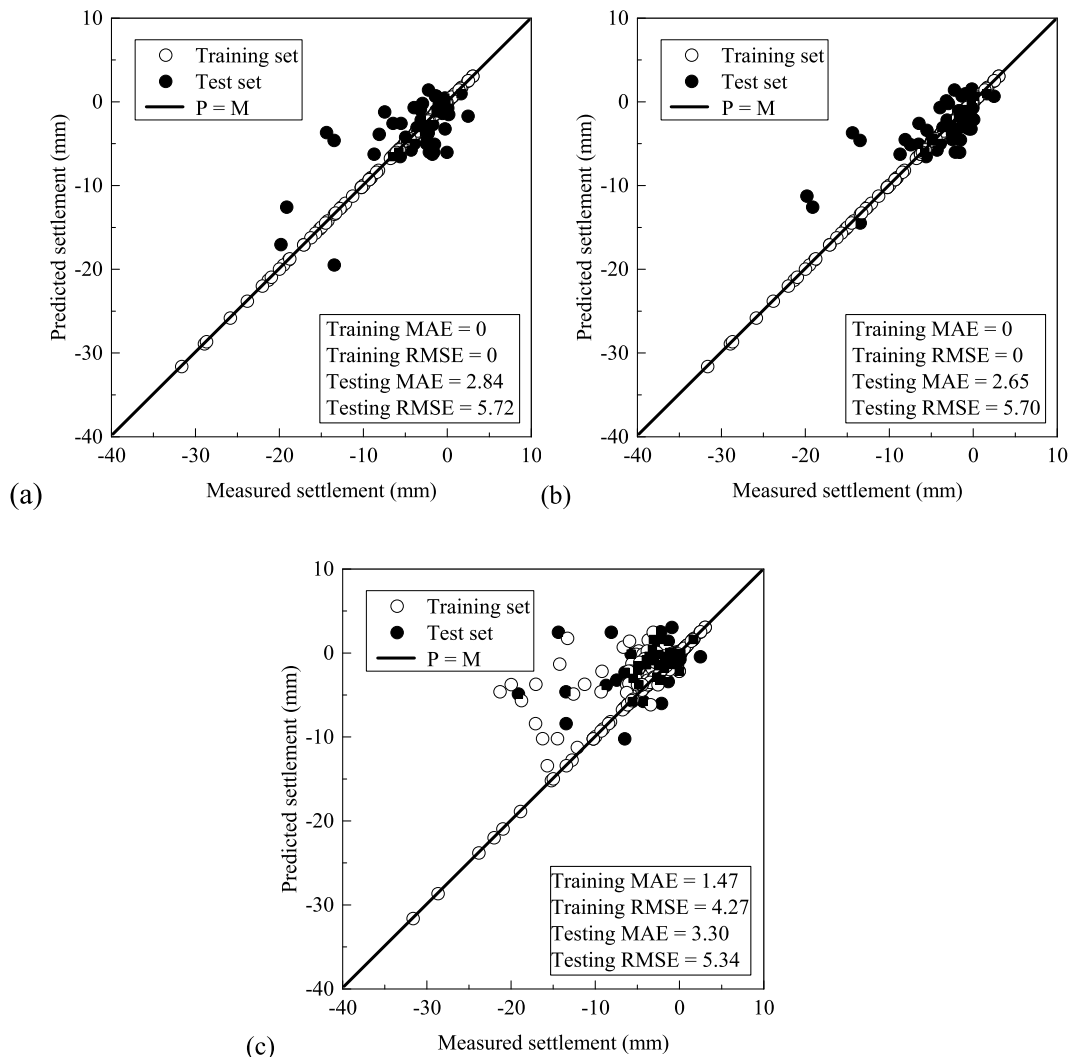 10
0
-10
-20
-30
-40
Predicted settlement (mm)
Training set
Test set
P = M
Training MAE = 0
Training RMSE = 0
Testing MAE = 2.84
Testing RMSE = 5.72
-40 -30 -20 -10 0 10
Measured settlement (mm)
(a)
10
0
-10
-20
-30
-40
Predicted settlement (mm)
Training set
Test set
P = M
Training MAE = 0
Training RMSE = 0
Testing MAE = 2.65
Testing RMSE = 5.70
-40 -30 -20 -10 0 10
Measured settlement (mm)
(b)
10
0
-10
-20
-30
-40
Predicted settlement (mm)
Training set
Test set
P = M
Training MAE = 1.47
Training RMSE = 4.27
Testing MAE = 3.30
Testing RMSE = 5.34
-40 -30 -20 -10 0 10
Measured settlement (mm)
(c)